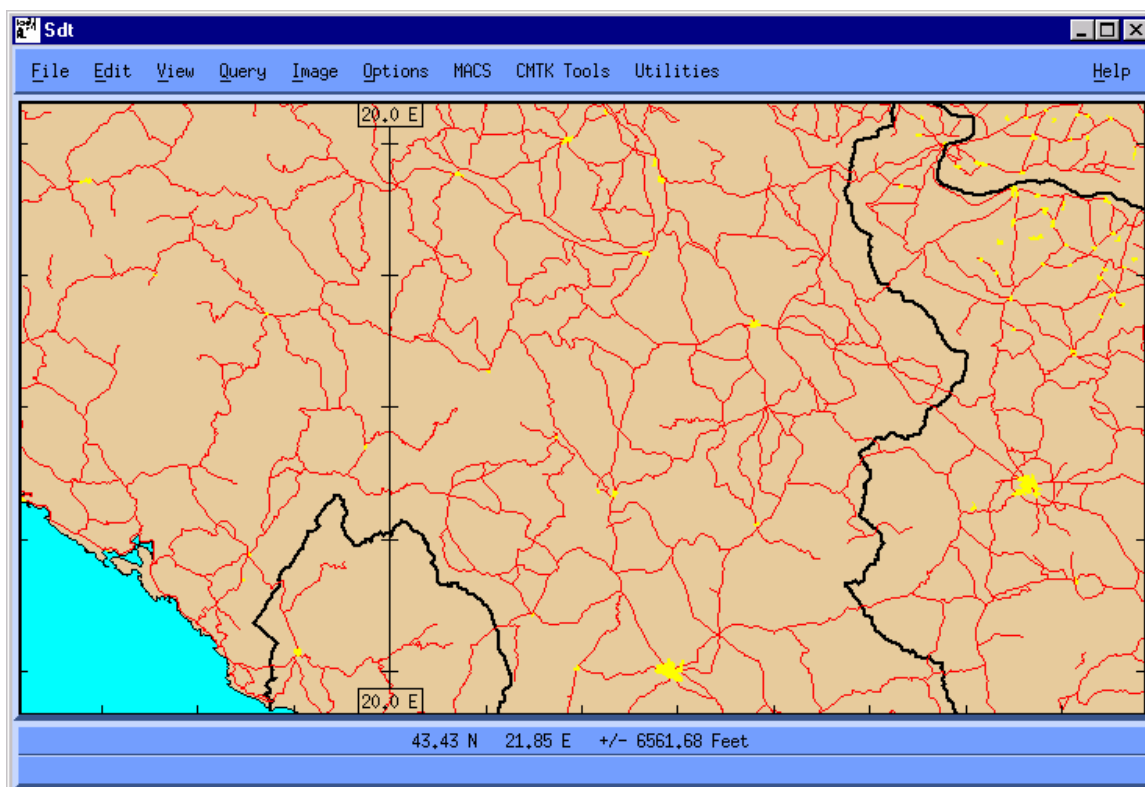 Sdt
File Edit View Query Image Options MACS CMTK Tools Utilities Help
20.0 E
20.0 E
43.43 N 21.85 E +/- 6561.68 Feet